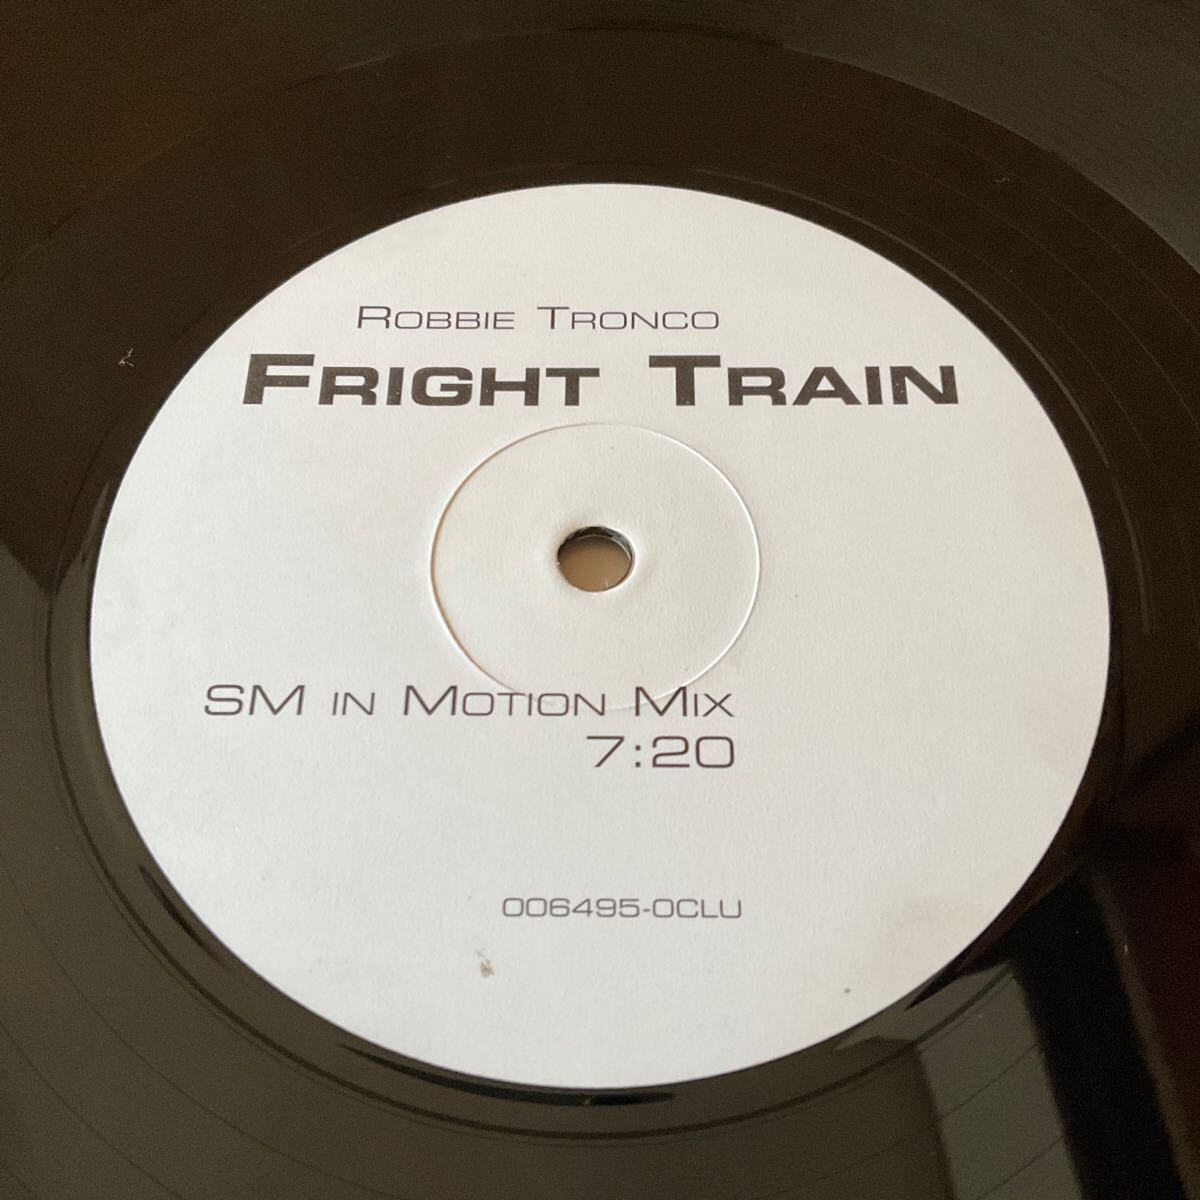 Robbie Tronco
Fright Train
SM in Motion Mix
7:20
006495-0CLU